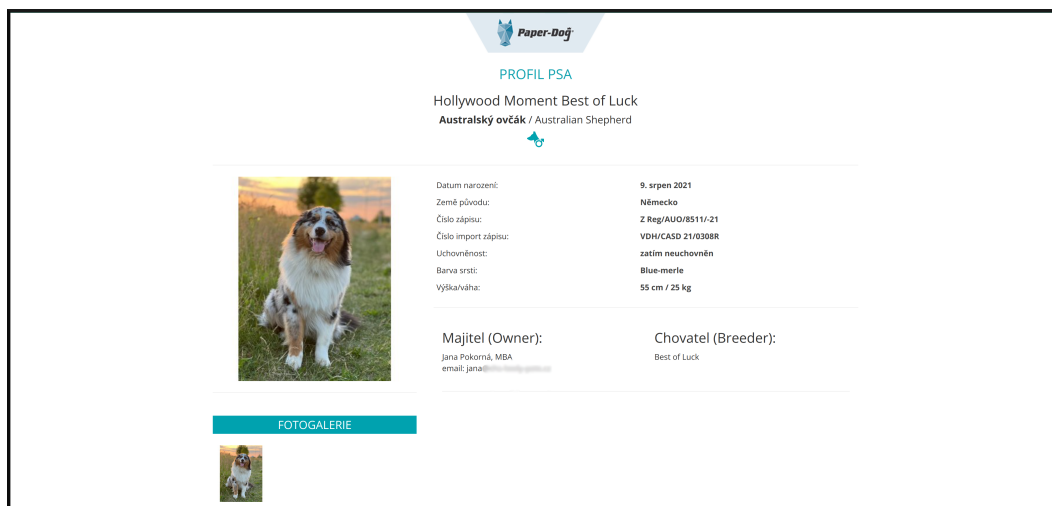 Paper-Dog
PROFIL PSA
Hollywood Moment Best of Luck
Australský ovčák / Australian Shepherd
Datum narození: 9. srpen 2021
Země původu: Německo
Číslo zápisu: Z Reg/AUO/8511/-21
Číslo import zápisu: VDH/CASD 21/0308R
Uchovněnost: zatím neuchovněn
Barva srsti: Blue-merle
Výška/váha: 55 cm / 25 kg
Majitel (Owner):
Jana Pokorná, MBA
email: jana@
Chovatel (Breeder):
Best of Luck
FOTOGALERIE